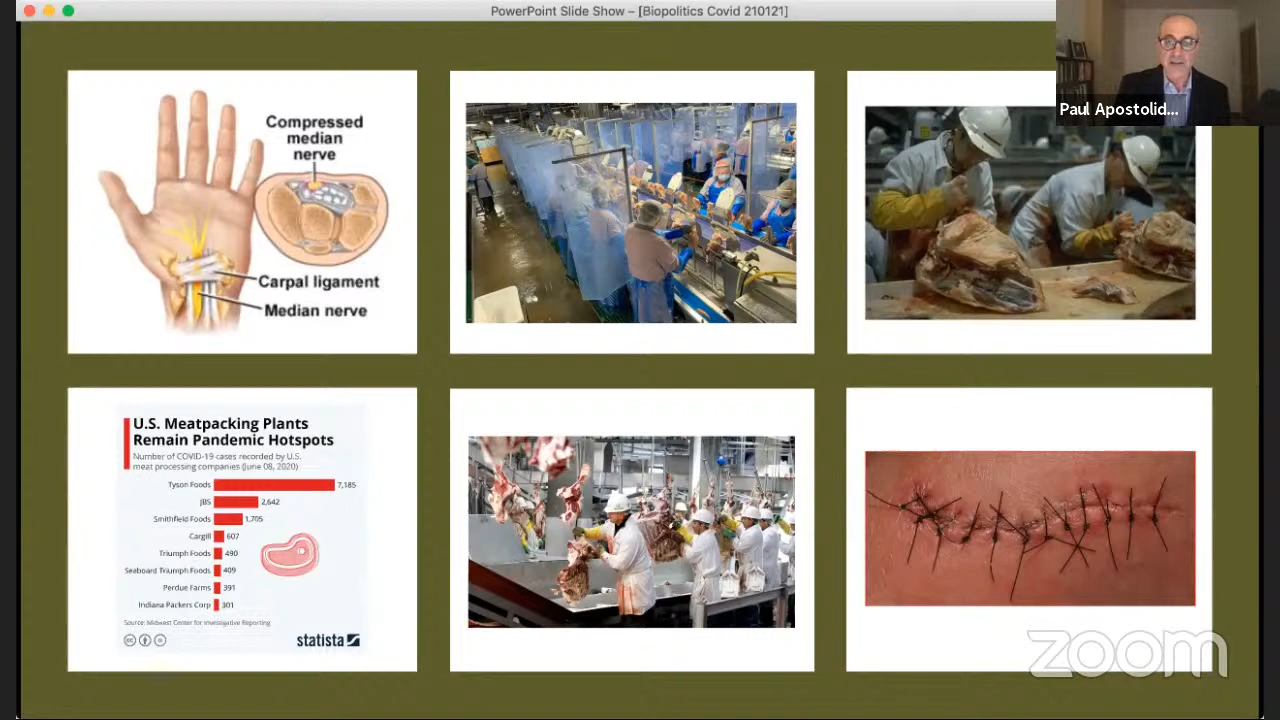 PowerPoint Slide Show – [Biopolitics Covid 210121]
Paul Apostolid...
Compressed
median
nerve
Carpal ligament
Median nerve
U.S. Meatpacking Plants
Remain Pandemic Hotspots
Number of COVID-19 cases recorded by U.S.
meat processing companies (June 08, 2020)
Tyson Foods 7,185
JBS 2,642
Smithfield Foods 1,705
Cargill 607
Triumph Foods 490
Seaboard Triumph Foods 409
Perdue Farms 391
Indiana Packers Corp 301
Source: Midwest Center for Investigative Reporting
statista
zoom